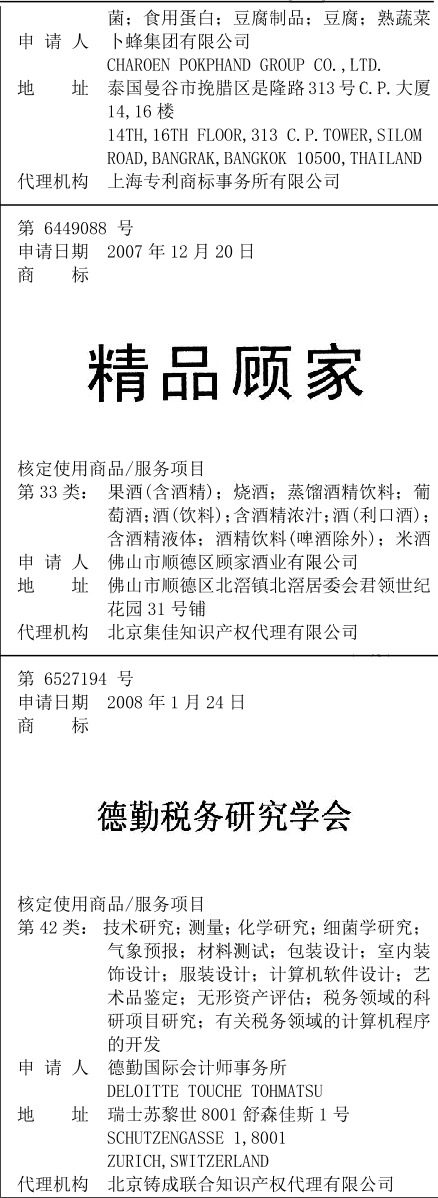 菌；食用蛋白；豆腐制品；豆腐；熟蔬菜
申 请 人 卜蜂集团有限公司
CHAROEN POKPHAND GROUP CO.,LTD.
地 址 泰国曼谷市挽腊区是隆路313号C.P.大厦
14,16 楼
14TH,16TH FLOOR,313 C.P.TOWER,SILOM
ROAD,BANGRAK,BANGKOK 10500,THAILAND
代理机构 上海专利商标事务所有限公司
第 6449088 号
申请日期 2007 年 12 月 20 日
商 标
精品顾家
核定使用商品/服务项目
第 33 类： 果酒(含酒精)；烧酒；蒸馏酒精饮料；葡
萄酒；酒(饮料)；含酒精浓汁；酒(利口酒)；
含酒精液体；酒精饮料(啤酒除外)；米酒
申 请 人 佛山市顺德区顾家酒业有限公司
地 址 佛山市顺德区北滘镇北滘居委会君领世纪
花园 31 号铺
代理机构 北京集佳知识产权代理有限公司
第 6527194 号
申请日期 2008 年 1 月 24 日
商 标
德勤税务研究学会
核定使用商品/服务项目
第 42 类： 技术研究；测量；化学研究；细菌学研究；
气象预报；材料测试；包装设计；室内装
饰设计；服装设计；计算机软件设计；艺
术品鉴定；无形资产评估；税务领域的科
研项目研究；有关税务领域的计算机程序
的开发
申 请 人 德勤国际会计师事务所
DELOITTE TOUCHE TOHMATSU
地 址 瑞士苏黎世 8001 舒森佳斯 1 号
SCHUTZENGASSE 1,8001
ZURICH,SWITZERLAND
代理机构 北京铸成联合知识产权代理有限公司